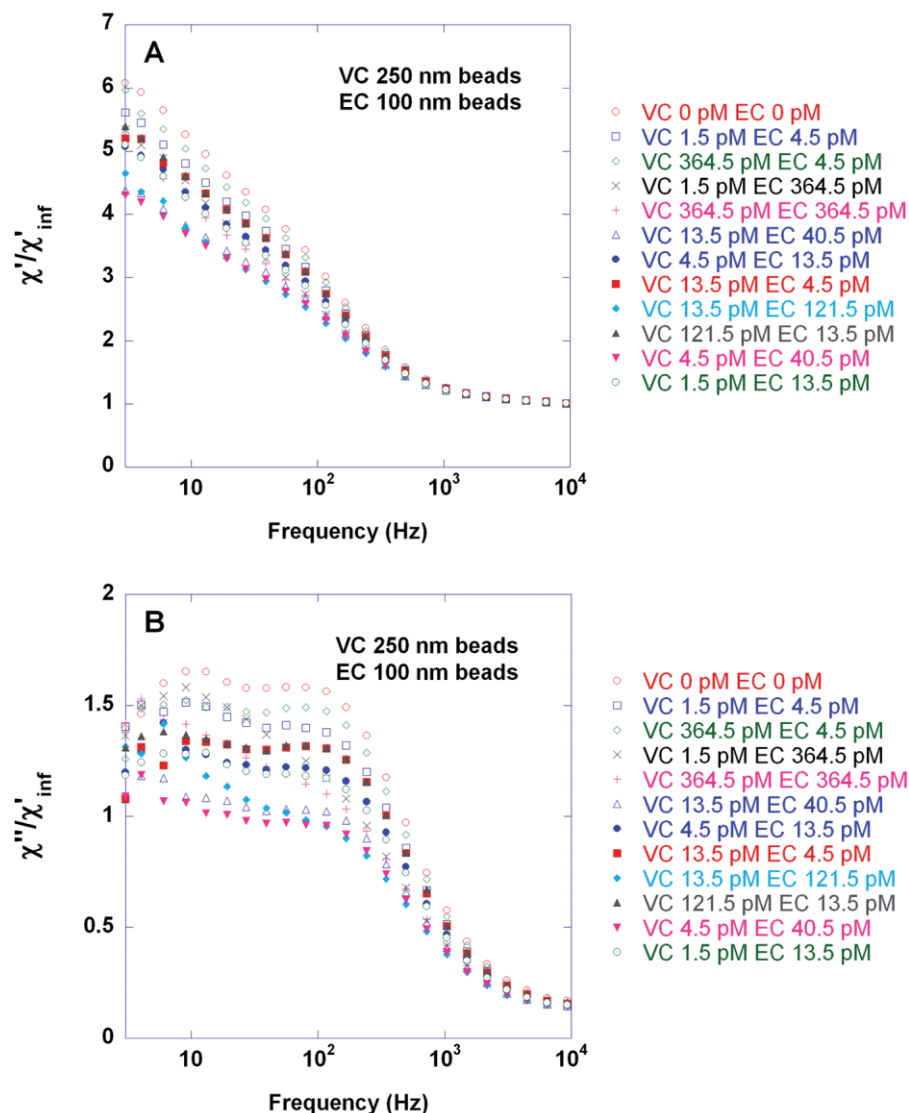 A
VC 250 nm beads
EC 100 nm beads
7
6
5
4
3
2
1
0
χ'/χ'inf
10
10²
10³
10⁴
Frequency (Hz)
VC 0 pM EC 0 pM
VC 1.5 pM EC 4.5 pM
VC 364.5 pM EC 4.5 pM
VC 1.5 pM EC 364.5 pM
VC 364.5 pM EC 364.5 pM
VC 13.5 pM EC 40.5 pM
VC 4.5 pM EC 13.5 pM
VC 13.5 pM EC 4.5 pM
VC 13.5 pM EC 121.5 pM
VC 121.5 pM EC 13.5 pM
VC 4.5 pM EC 40.5 pM
VC 1.5 pM EC 13.5 pM
B
VC 250 nm beads
EC 100 nm beads
2
1.5
1
0.5
0
χ''/χ'inf
10
10²
10³
10⁴
Frequency (Hz)
VC 0 pM EC 0 pM
VC 1.5 pM EC 4.5 pM
VC 364.5 pM EC 4.5 pM
VC 1.5 pM EC 364.5 pM
VC 364.5 pM EC 364.5 pM
VC 13.5 pM EC 40.5 pM
VC 4.5 pM EC 13.5 pM
VC 13.5 pM EC 4.5 pM
VC 13.5 pM EC 121.5 pM
VC 121.5 pM EC 13.5 pM
VC 4.5 pM EC 40.5 pM
VC 1.5 pM EC 13.5 pM